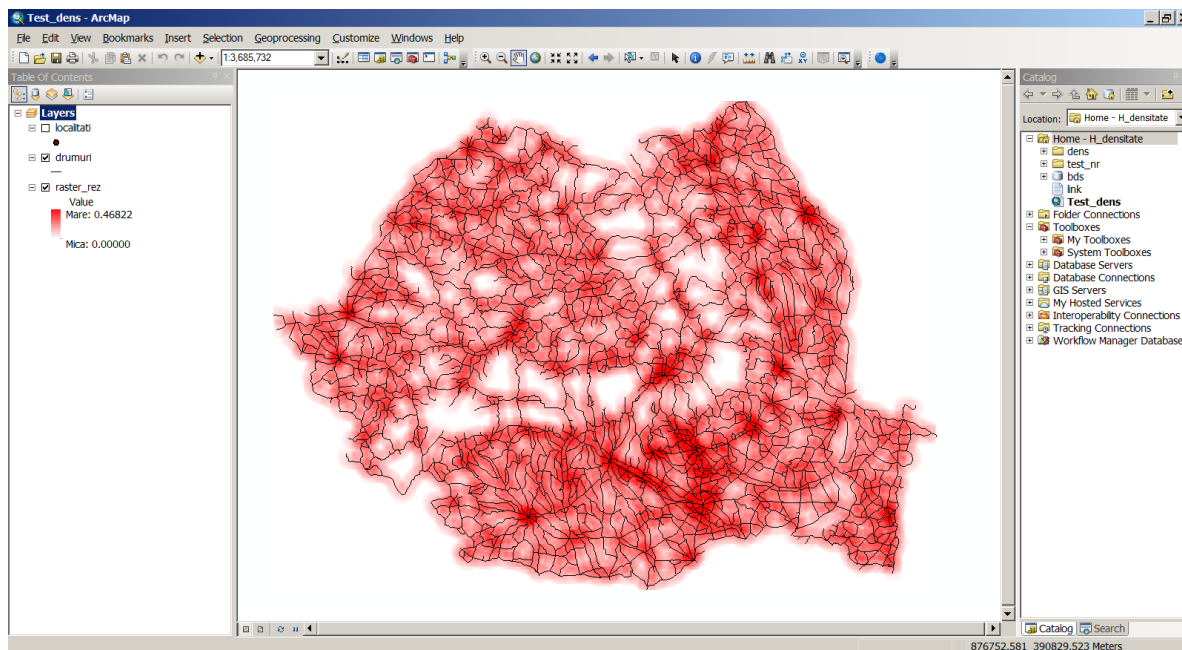 Test_dens - ArcMap
File Edit View Bookmarks Insert Selection Geoprocessing Customize Windows Help
1:3,685,732
Table Of Contents
Layers
localitati
drumuri
raster_rez
Value
Mare: 0.46822
Mica: 0.00000
Catalog
Location: Home - H_densitate
Home - H_densitate
dens
test_nr
bds
link
Test_dens
Folder Connections
Toolboxes
My Toolboxes
System Toolboxes
Database Servers
Database Connections
GIS Servers
My Hosted Services
Interoperability Connections
Tracking Connections
Workflow Manager Database
Catalog Search
876752.581 390829.523 Meters